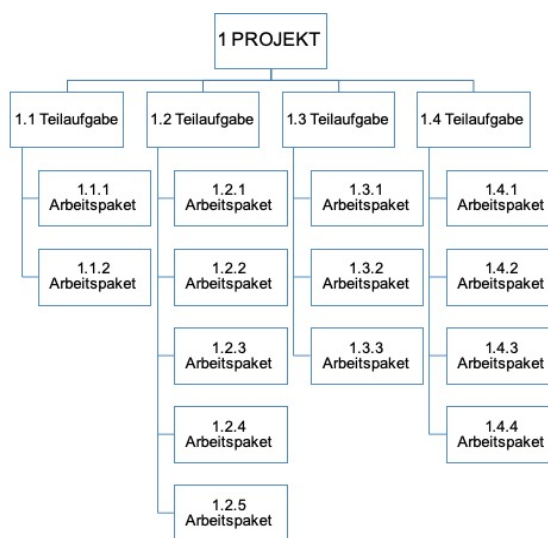 1 PROJEKT
1.1 Teilaufgabe
1.2 Teilaufgabe
1.3 Teilaufgabe
1.4 Teilaufgabe
1.1.1
Arbeitspaket
1.2.1
Arbeitspaket
1.3.1
Arbeitspaket
1.4.1
Arbeitspaket
1.1.2
Arbeitspaket
1.2.2
Arbeitspaket
1.3.2
Arbeitspaket
1.4.2
Arbeitspaket
1.2.3
Arbeitspaket
1.3.3
Arbeitspaket
1.4.3
Arbeitspaket
1.2.4
Arbeitspaket
1.4.4
Arbeitspaket
1.2.5
Arbeitspaket